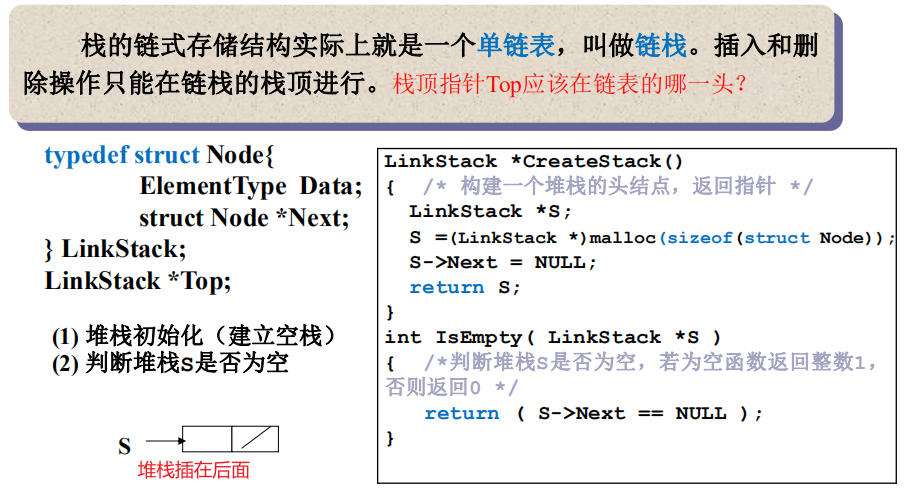 栈的链式存储结构实际上就是一个单链表，叫做链栈。插入和删
除操作只能在链栈的栈顶进行。栈顶指针Top应该在链表的哪一头？
typedef struct Node{
ElementType Data;
struct Node *Next;
} LinkStack;
LinkStack *Top;
(1) 堆栈初始化（建立空栈）
(2) 判断堆栈S是否为空
S
堆栈插在后面
LinkStack *CreateStack()
{ /* 构建一个堆栈的头结点，返回指针 */
LinkStack *S;
S =(LinkStack *)malloc(sizeof(struct Node));
S->Next = NULL;
return S;
}
int IsEmpty( LinkStack *S )
{ /*判断堆栈S是否为空，若为空函数返回整数1，
否则返回0 */
return ( S->Next == NULL );
}